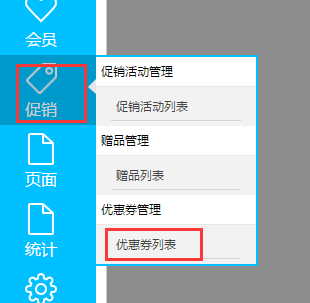 会员
促销
页面
统计
促销活动管理
促销活动列表
赠品管理
赠品列表
优惠券管理
优惠券列表